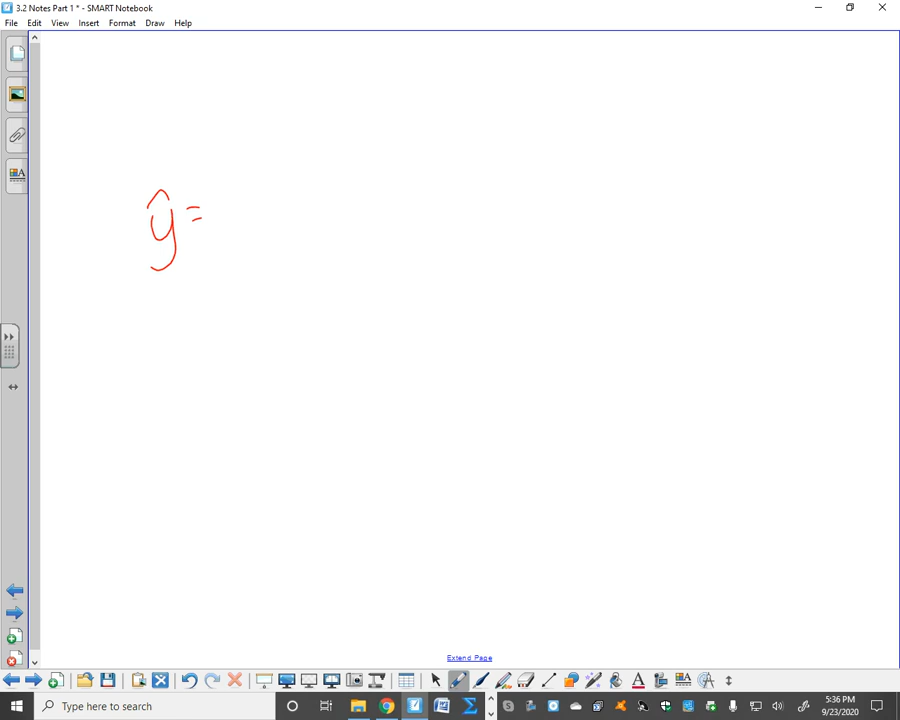 3.2 Notes Part 1 * - SMART Notebook
File Edit View Insert Format Draw Help
ŷ =
Extend Page
Type here to search
5:36 PM
9/23/2020